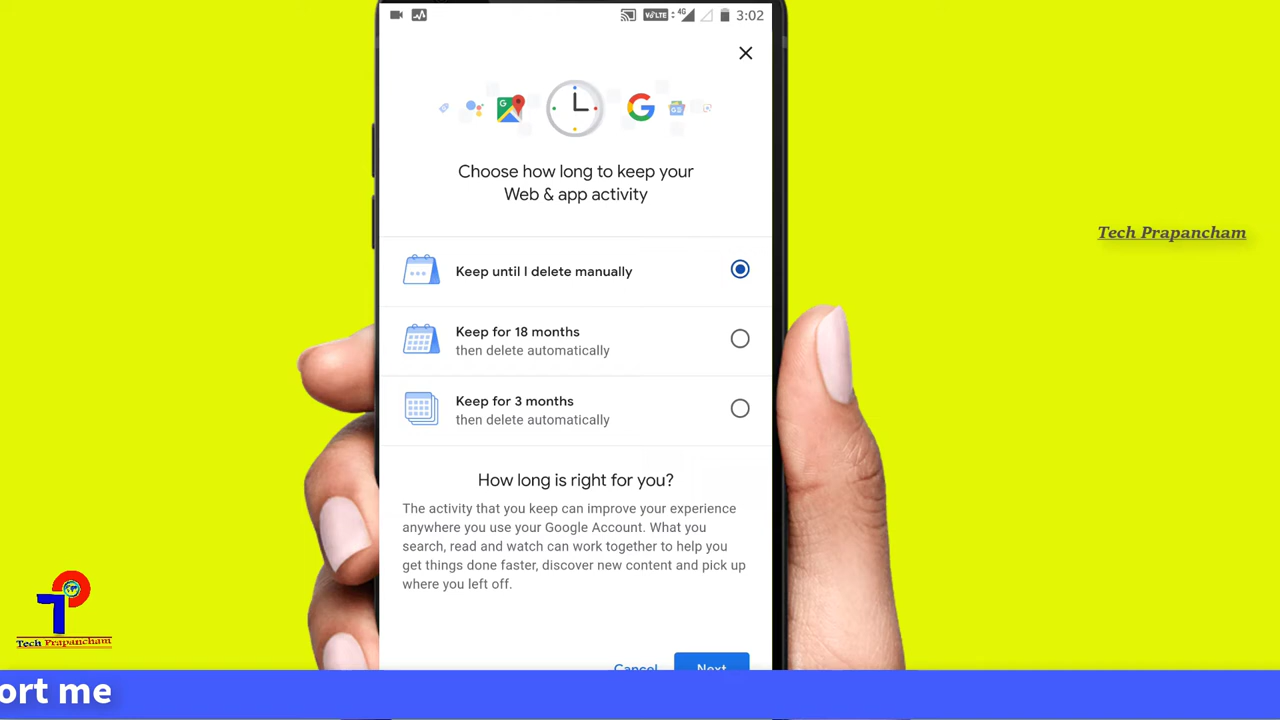 VoLTE 4G 3:02
Choose how long to keep your
Web & app activity
Tech Prapancham
Keep until I delete manually
Keep for 18 months
then delete automatically
Keep for 3 months
then delete automatically
How long is right for you?
The activity that you keep can improve your experience
anywhere you use your Google Account. What you
search, read and watch can work together to help you
get things done faster, discover new content and pick up
where you left off.
Tech Prapancham
Cancel Next
ort me